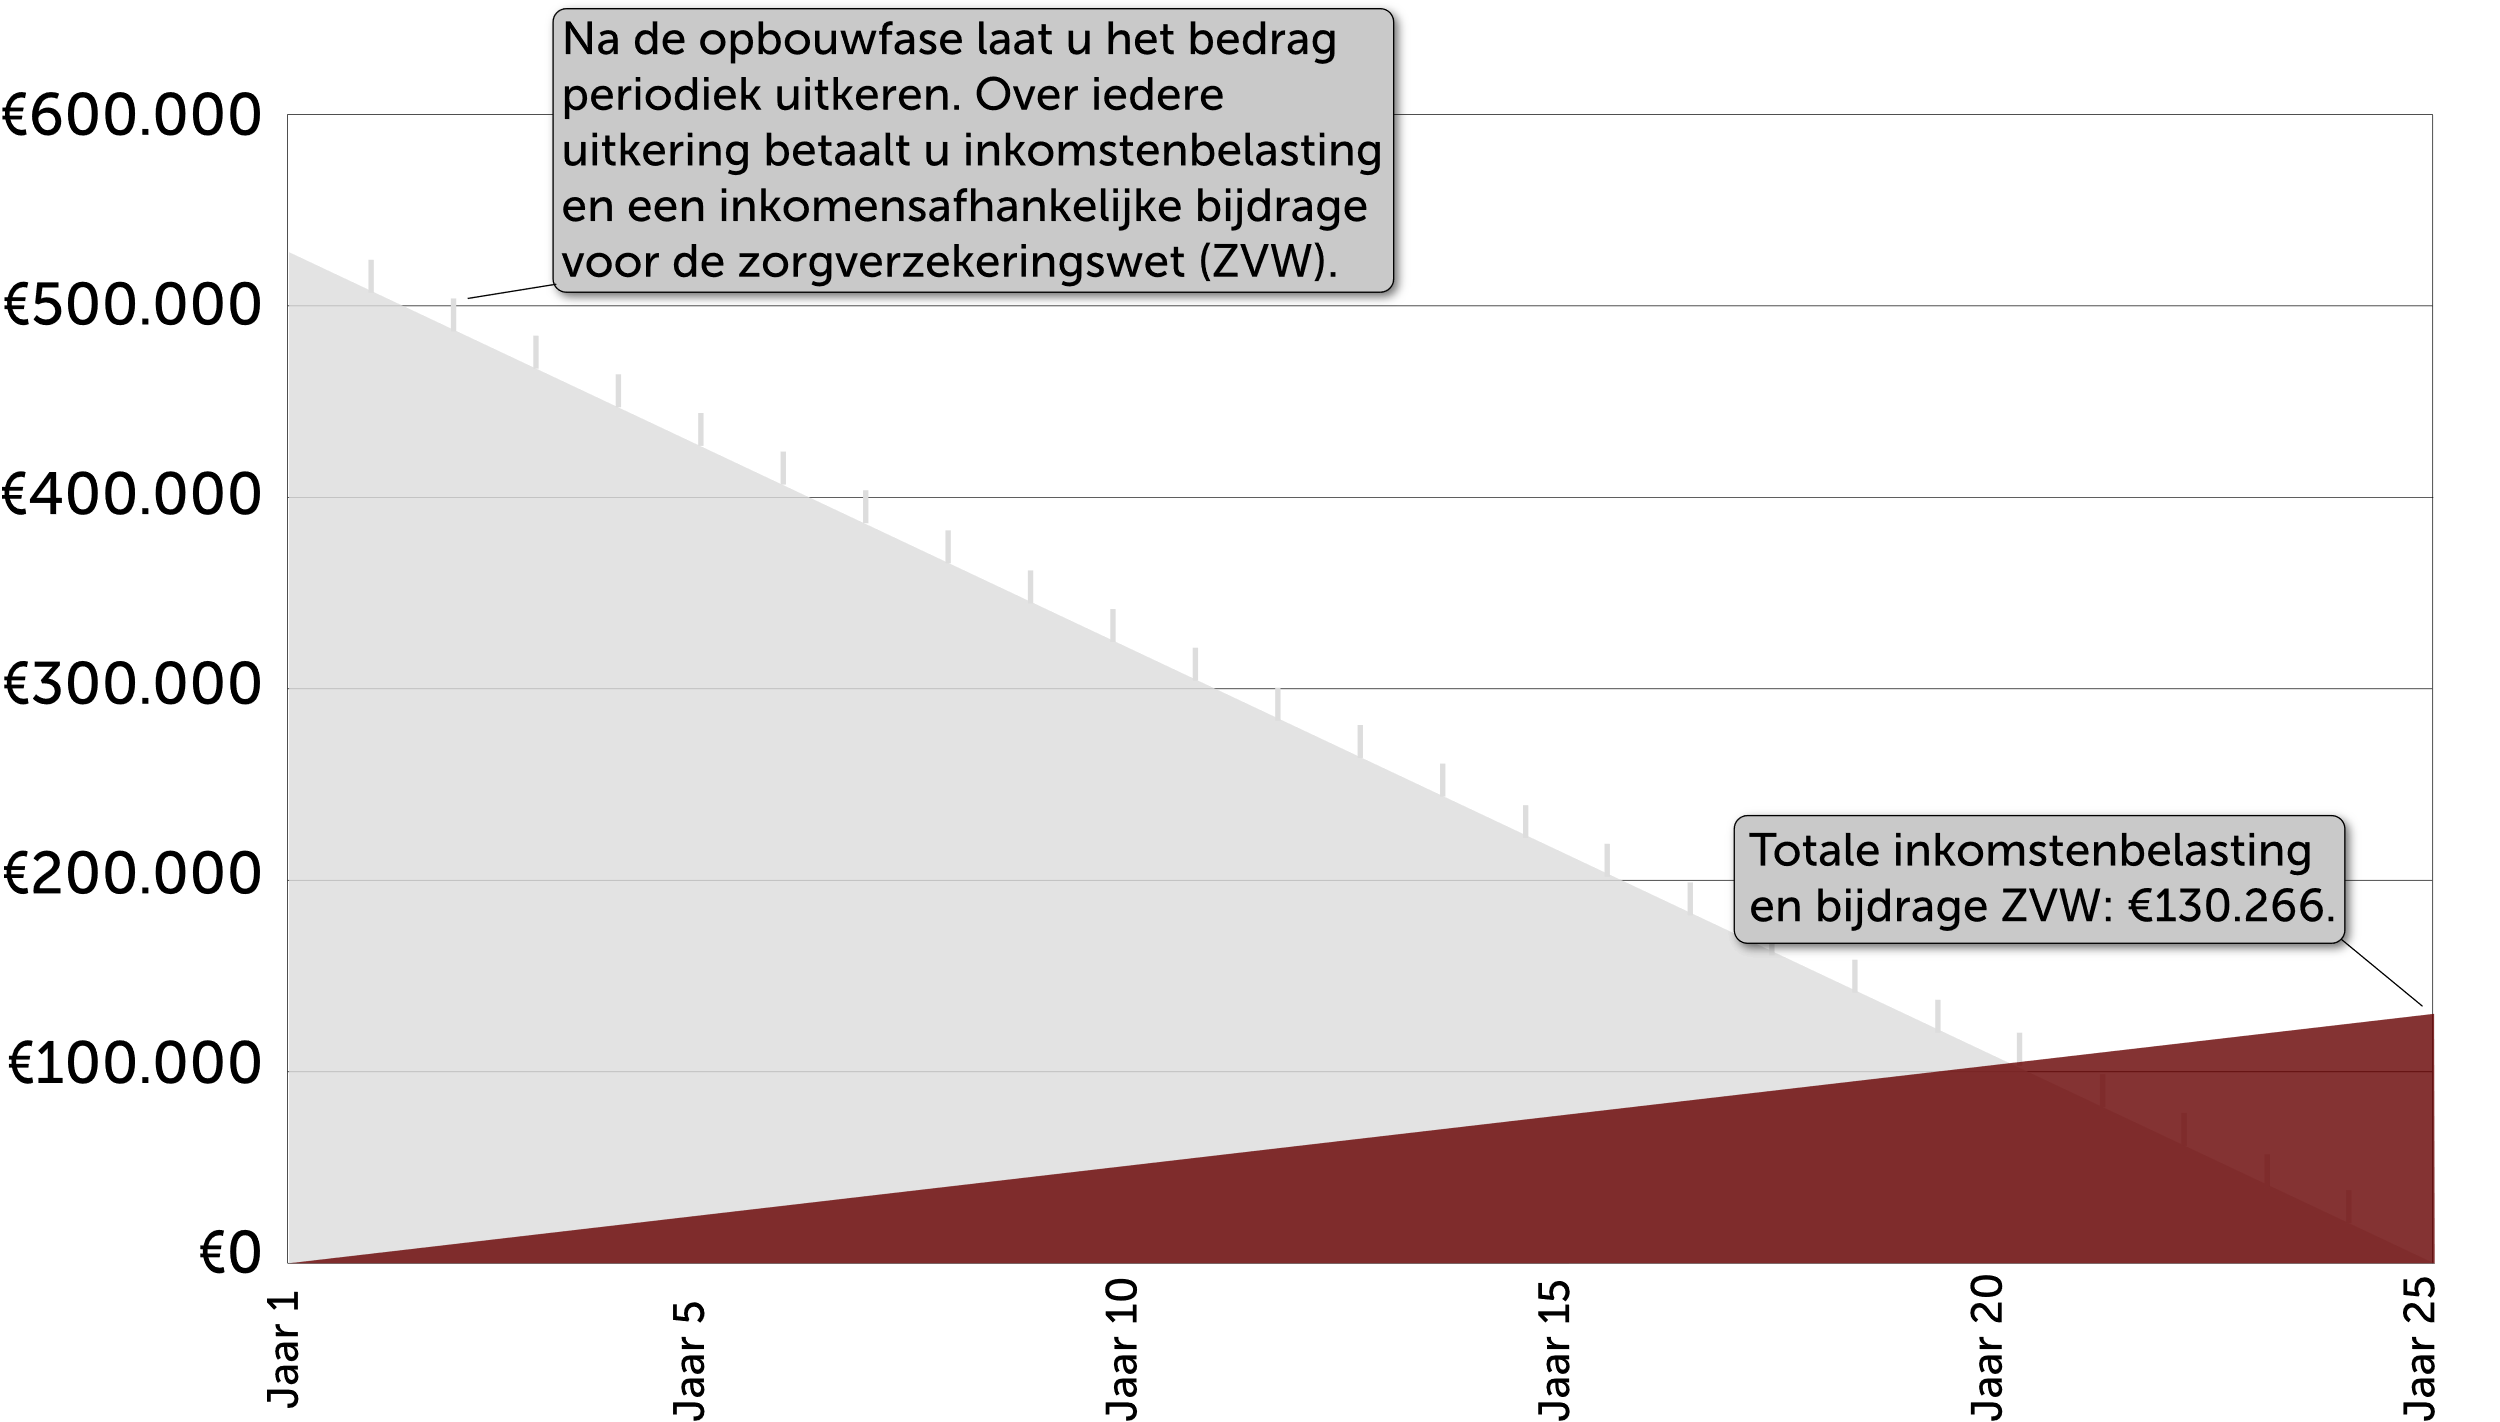 Na de opbouwfase laat u het bedrag
periodiek uitkeren. Over iedere
uitkering betaalt u inkomstenbelasting
en een inkomensafhankelijke bijdrage
voor de zorgverzekeringswet (ZVW).
€600.000
€500.000
€400.000
€300.000
€200.000
€100.000
€0
Totale inkomstenbelasting
en bijdrage ZVW: €130.266.
Jaar 1
Jaar 5
Jaar 10
Jaar 15
Jaar 20
Jaar 25